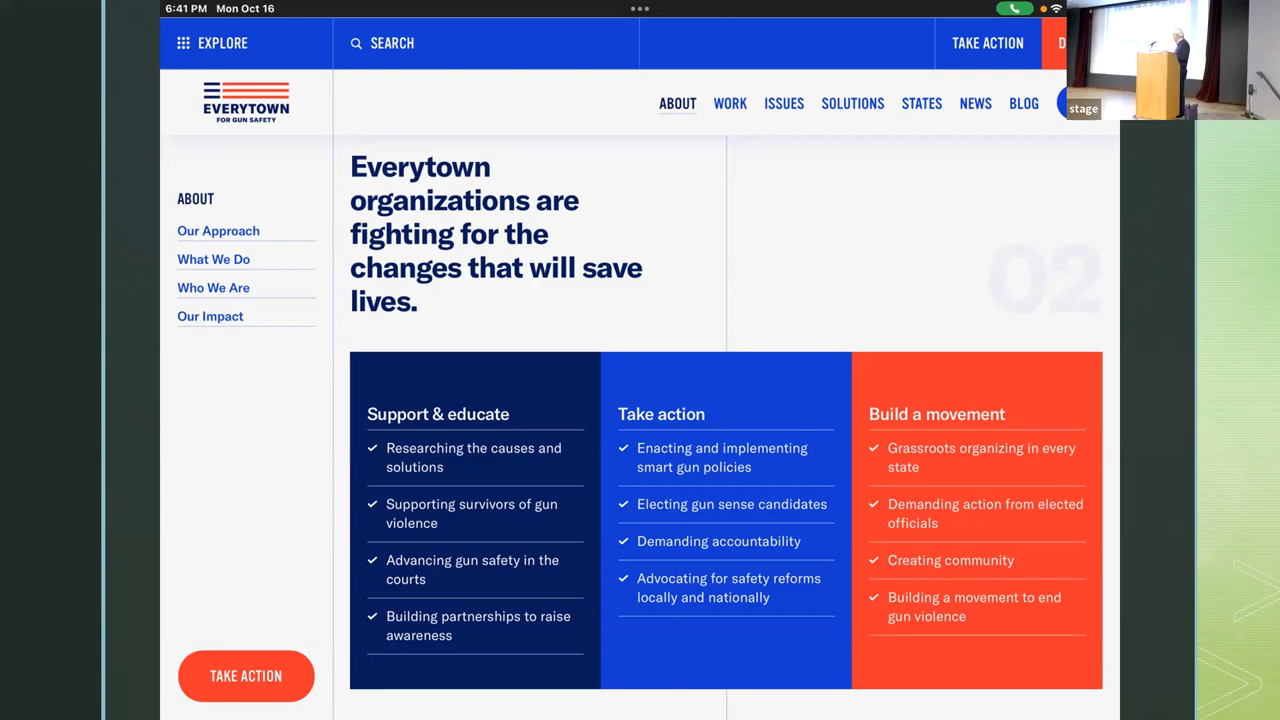 6:41 PM Mon Oct 16
EXPLORE
SEARCH
TAKE ACTION
D
stage
EVERYTOWN
FOR GUN SAFETY
ABOUT
WORK
ISSUES
SOLUTIONS
STATES
NEWS
BLOG
ABOUT
Our Approach
What We Do
Who We Are
Our Impact
TAKE ACTION
Everytown
organizations are
fighting for the
changes that will save
lives.
02
Support & educate
Researching the causes and
solutions
Supporting survivors of gun
violence
Advancing gun safety in the
courts
Building partnerships to raise
awareness
Take action
Enacting and implementing
smart gun policies
Electing gun sense candidates
Demanding accountability
Advocating for safety reforms
locally and nationally
Build a movement
Grassroots organizing in every
state
Demanding action from elected
officials
Creating community
Building a movement to end
gun violence